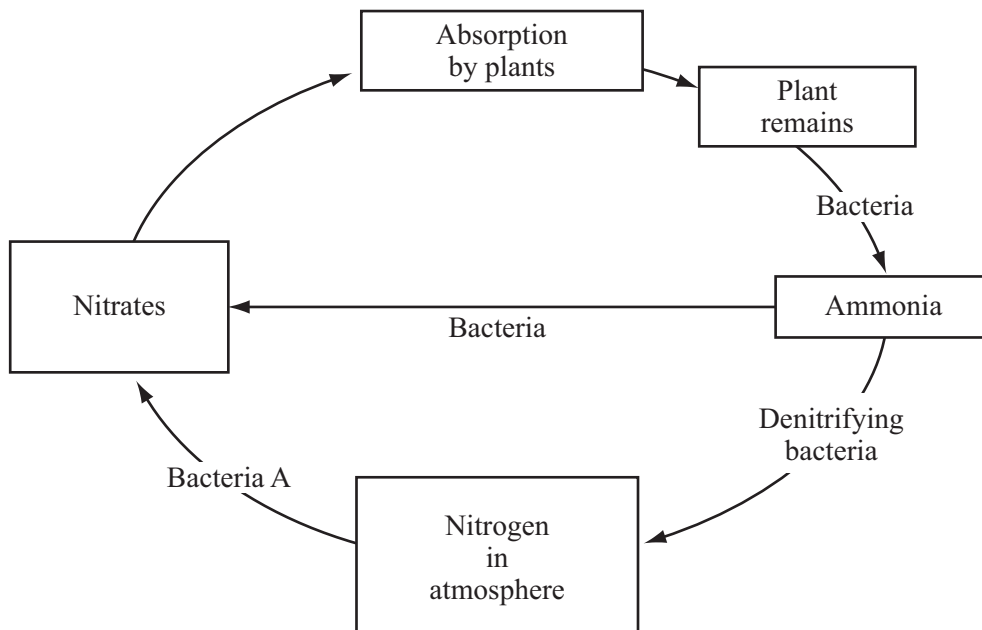 Absorption
by plants
Plant
remains
Bacteria
Nitrates
Ammonia
Bacteria
Denitrifying
bacteria
Bacteria A
Nitrogen
in
atmosphere